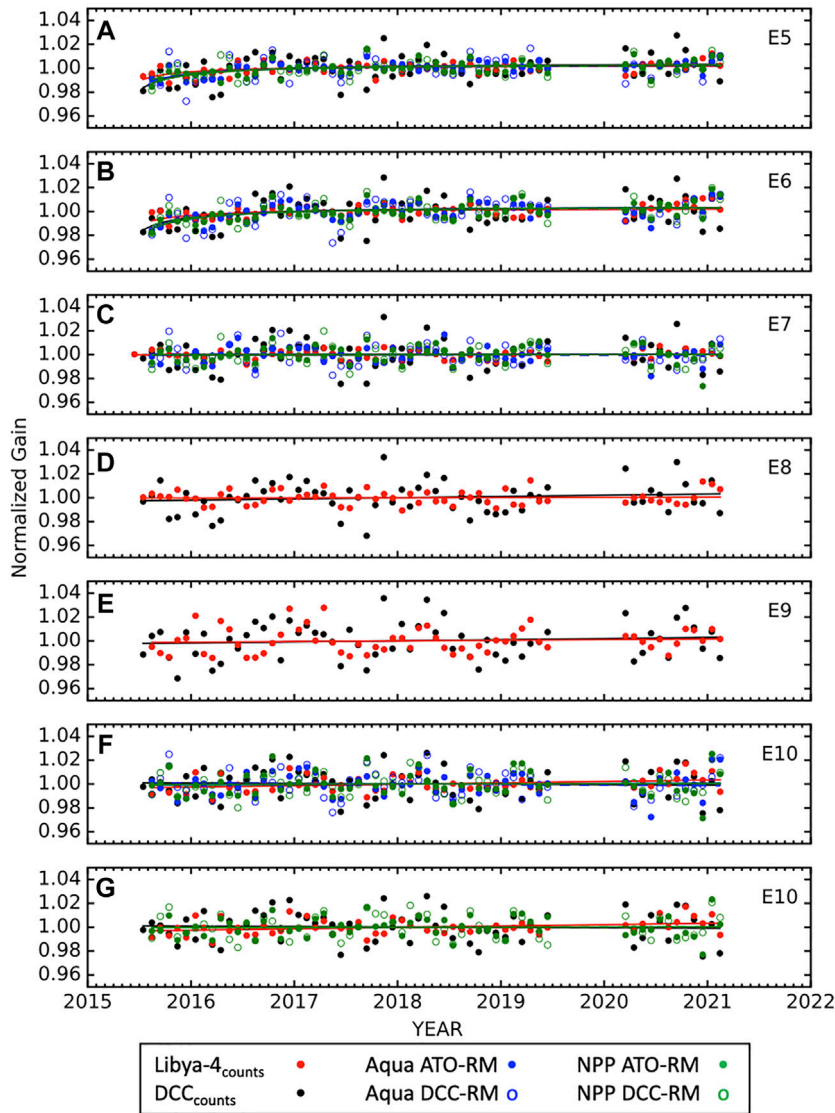 A
1.04
1.02
1.00
0.98
0.96
E5
B
1.04
1.02
1.00
0.98
0.96
E6
C
1.04
1.02
1.00
0.98
0.96
E7
Normalized Gain
D
1.04
1.02
1.00
0.98
0.96
E8
E
1.04
1.02
1.00
0.98
0.96
E9
F
1.04
1.02
1.00
0.98
0.96
E10
G
1.04
1.02
1.00
0.98
0.96
E10
2015 2016 2017 2018 2019 2020 2021 2022
YEAR
Libya-4counts Aqua ATO-RM NPP ATO-RM
DCCcounts Aqua DCC-RM NPP DCC-RM